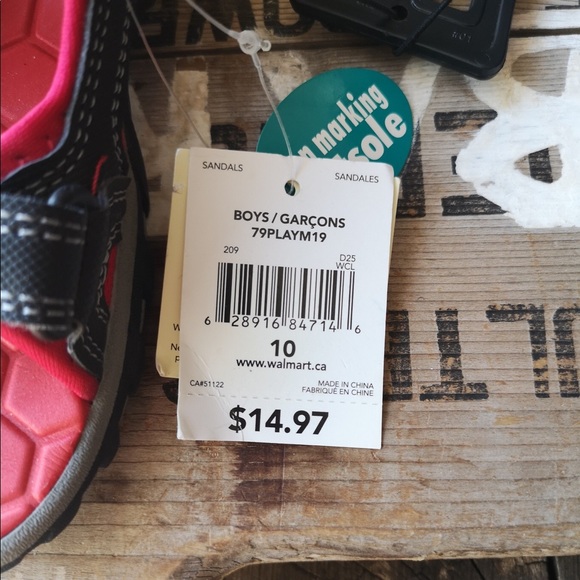 marking
sole
SANDALS
SANDALES
BOYS / GARÇONS
79PLAYM19
209
D25
WCL
6 28916 84714 6
10
www.walmart.ca
CA#51122
MADE IN CHINA
FABRIQUÉ EN CHINE
$14.97